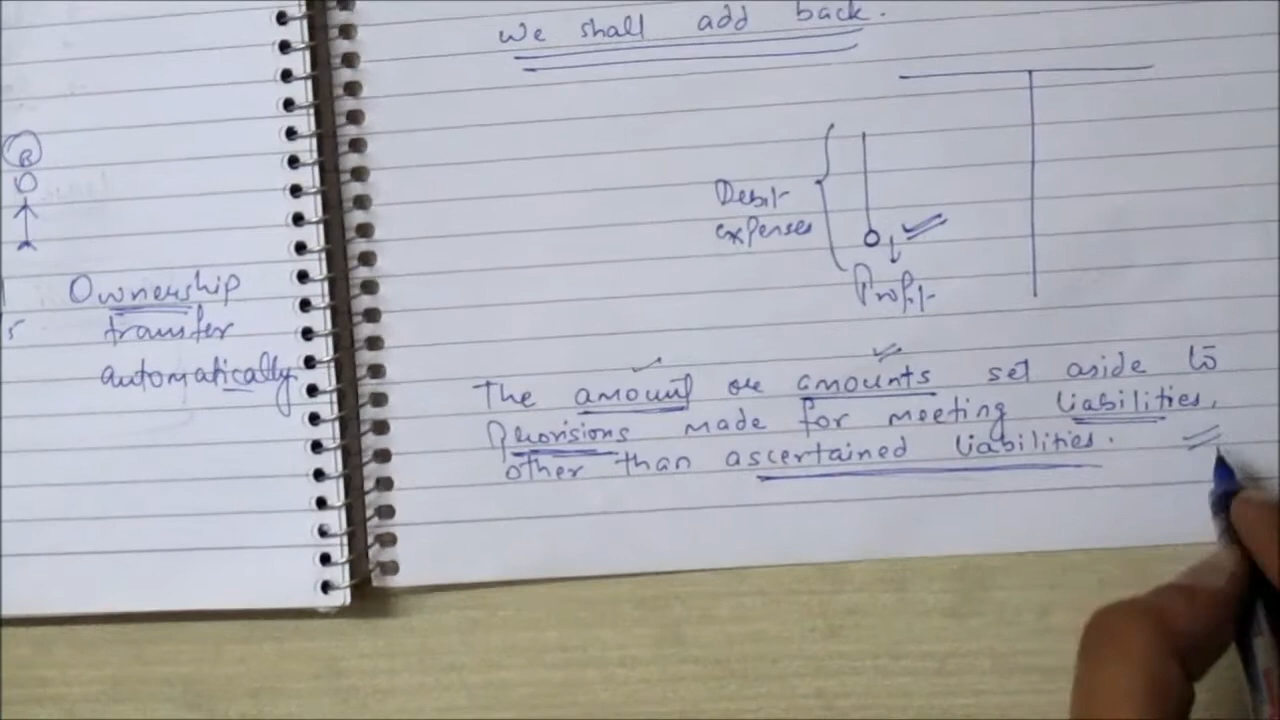 Ownership
transfer
automatically
we shall add back.
Debit
expenses
Profit
The amount or amounts set aside to
Provisions made for meeting liabilities,
other than ascertained liabilities.